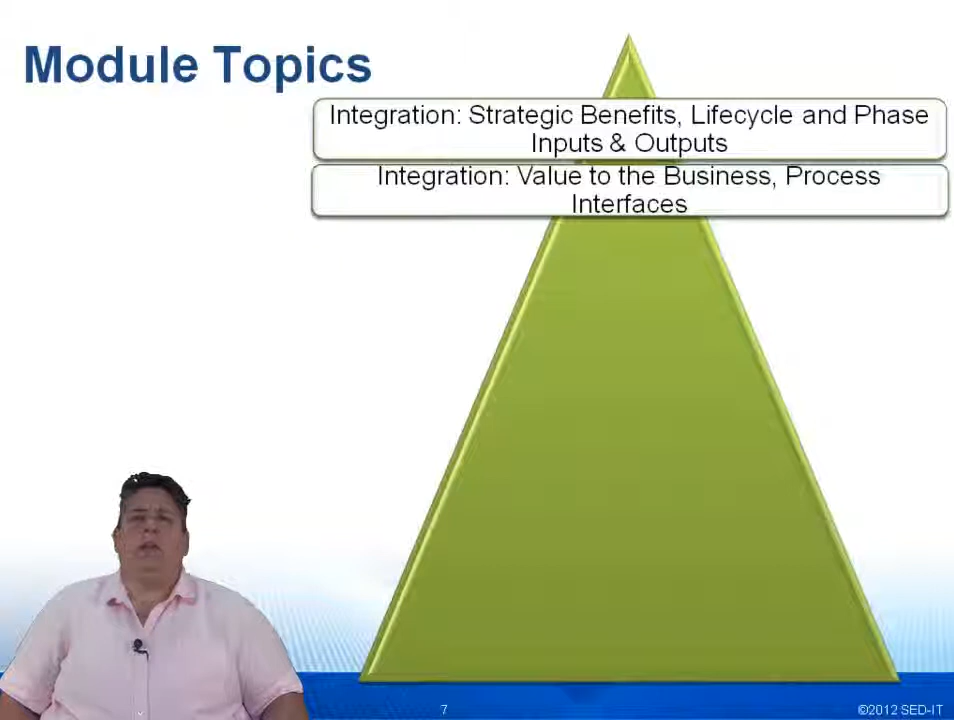 Module Topics
Integration: Strategic Benefits, Lifecycle and Phase
Inputs & Outputs
Integration: Value to the Business, Process
Interfaces
7
©2012 SED-IT